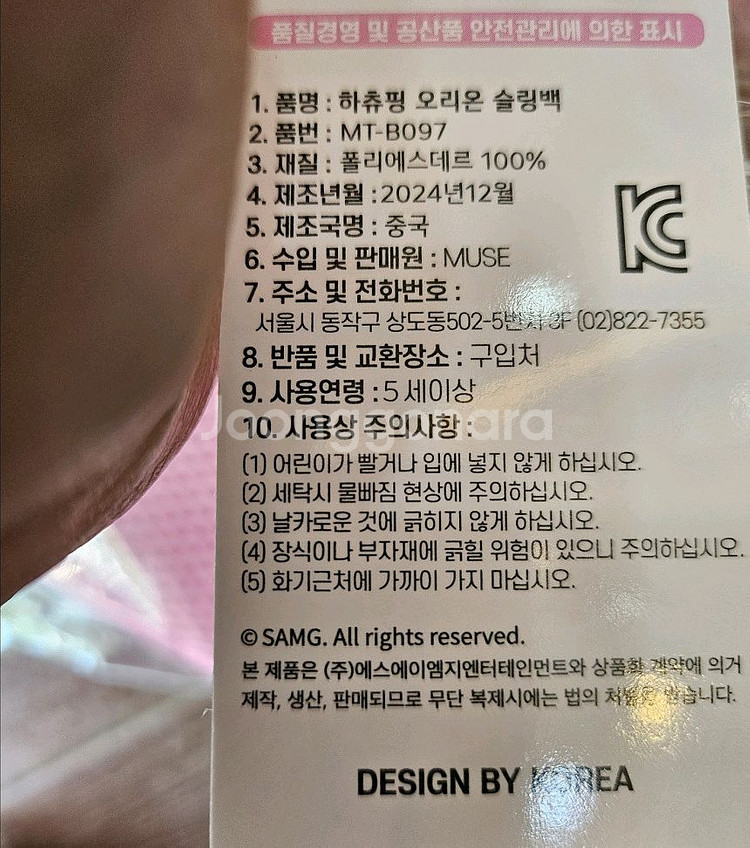 품질경영 및 공산품 안전관리에 의한 표시
1. 품명 : 하츄핑 오리온 슬링백
2. 품번 : MT-B097
3. 재질 : 폴리에스데르 100%
4. 제조년월 :2024년12월
5. 제조국명 : 중국
6. 수입 및 판매원 : MUSE
7. 주소 및 전화번호 :
서울시 동작구 상도동502-5번지 3F (02)822-7355
8. 반품 및 교환장소 : 구입처
9. 사용연령 : 5 세이상
Joonggonara
10. 사용상 주의사항 :
(1) 어린이가 빨거나 입에 넣지 않게 하십시오.
(2) 세탁시 물빠짐 현상에 주의하십시오.
(3) 날카로운 것에 긁히지 않게 하십시오.
(4) 장식이나 부자재에 긁힐 위험이 있으니 주의하십시오.
(5) 화기근처에 가까이 가지 마십시오.
© SAMG. All rights reserved.
본 제품은 (주)에스에이엠지엔터테인먼트와 상품화 계약에 의거
제작, 생산, 판매되므로 무단 복제시에는 법의 처벌을 받습니다.
DESIGN BY KOREA
KC